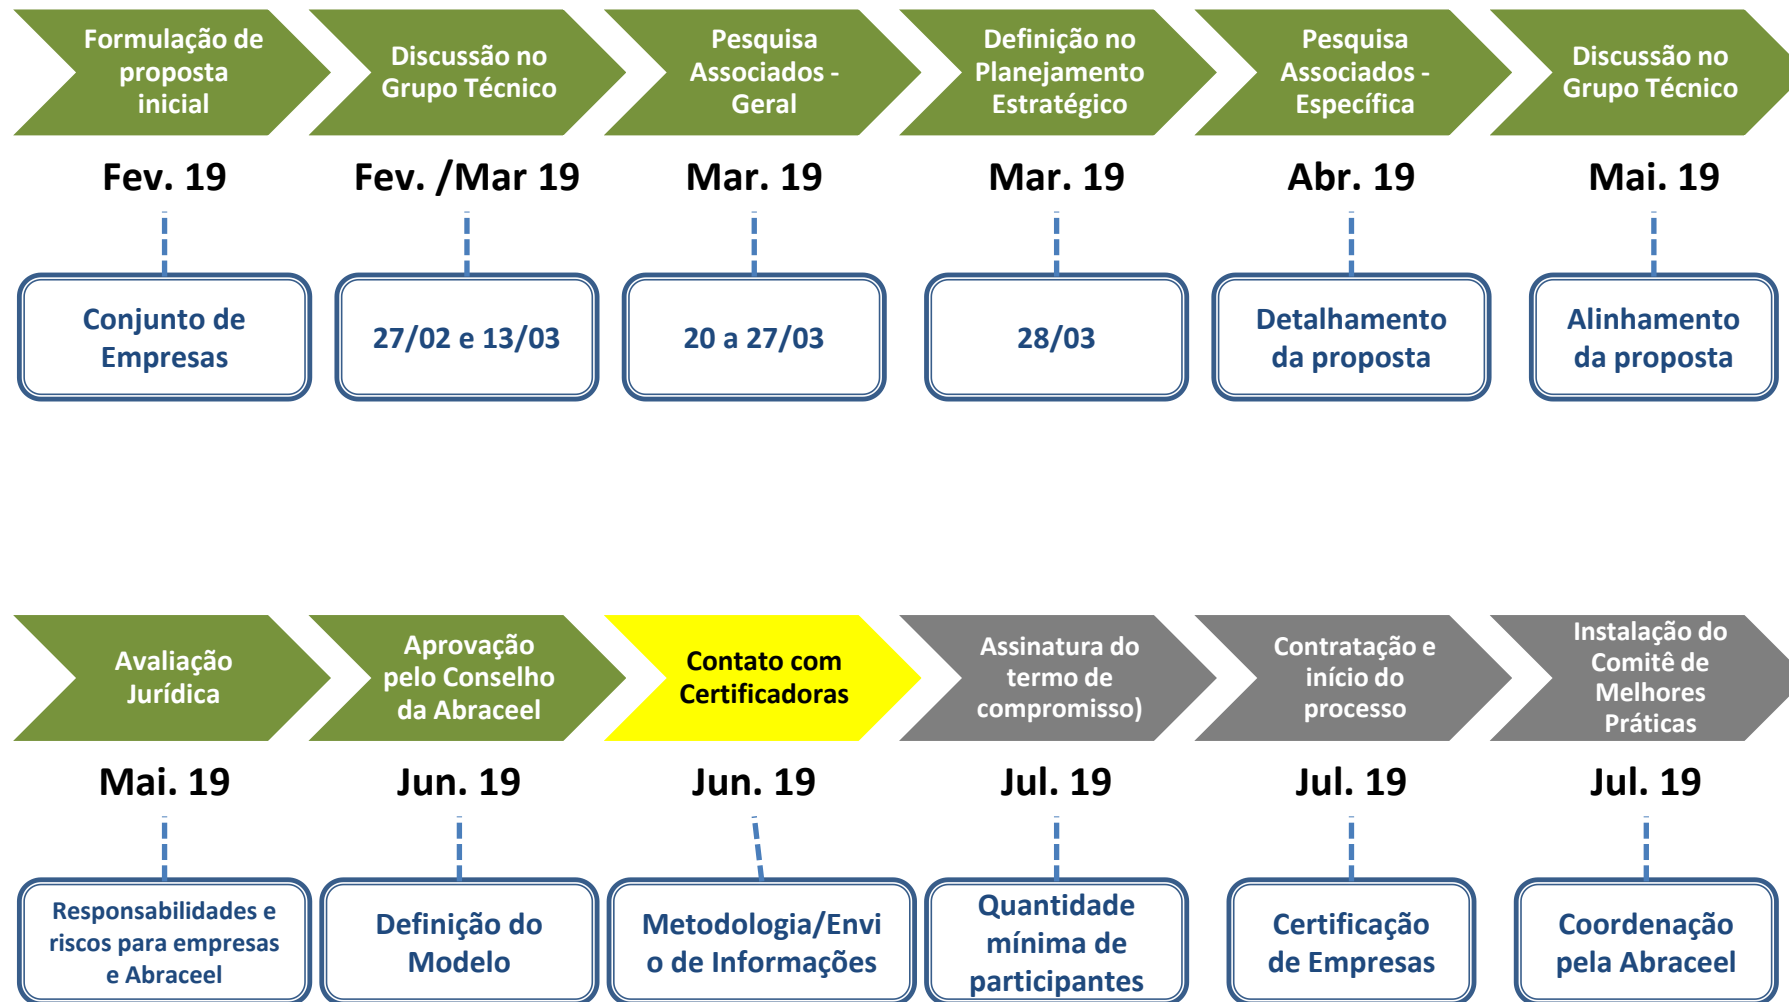 Formulação de
proposta
inicial
Discussão no
Grupo Técnico
Pesquisa
Associados -
Geral
Definição no
Planejamento
Estratégico
Pesquisa
Associados -
Específica
Discussão no
Grupo Técnico
Fev. 19
Fev. /Mar 19
Mar. 19
Mar. 19
Abr. 19
Mai. 19
Conjunto de
Empresas
27/02 e 13/03
20 a 27/03
28/03
Detalhamento
da proposta
Alinhamento
da proposta
Avaliação
Jurídica
Aprovação
pelo Conselho
da Abraceel
Contato com
Certificadoras
Assinatura do
termo de
compromisso)
Contratação e
início do
processo
Instalação do
Comitê de
Melhores
Práticas
Mai. 19
Jun. 19
Jun. 19
Jul. 19
Jul. 19
Jul. 19
Responsabilidades e
riscos para empresas
e Abraceel
Definição do
Modelo
Metodologia/Envi
o de Informações
Quantidade
mínima de
participantes
Certificação
de Empresas
Coordenação
pela Abraceel